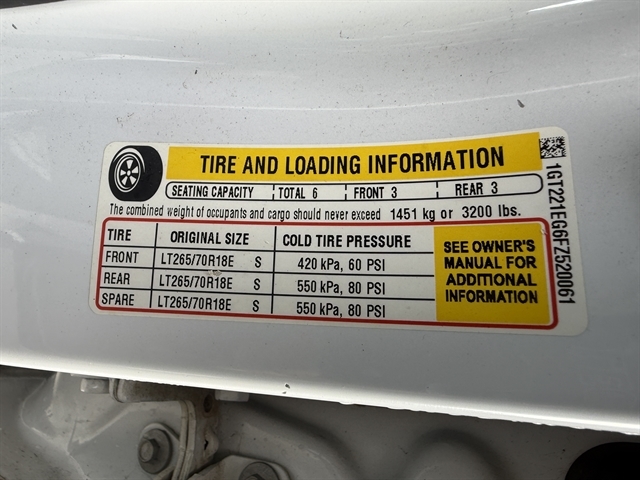 TIRE AND LOADING INFORMATION
SEATING CAPACITY TOTAL 6 FRONT 3 REAR 3
The combined weight of occupants and cargo should never exceed 1451 kg or 3200 lbs.
TIRE ORIGINAL SIZE COLD TIRE PRESSURE
FRONT LT265/70R18E S 420 kPa, 60 PSI
REAR LT265/70R18E S 550 kPa, 80 PSI
SPARE LT265/70R18E S 550 kPa, 80 PSI
SEE OWNER'S
MANUAL FOR
ADDITIONAL
INFORMATION
1GT221EG6FZ520061